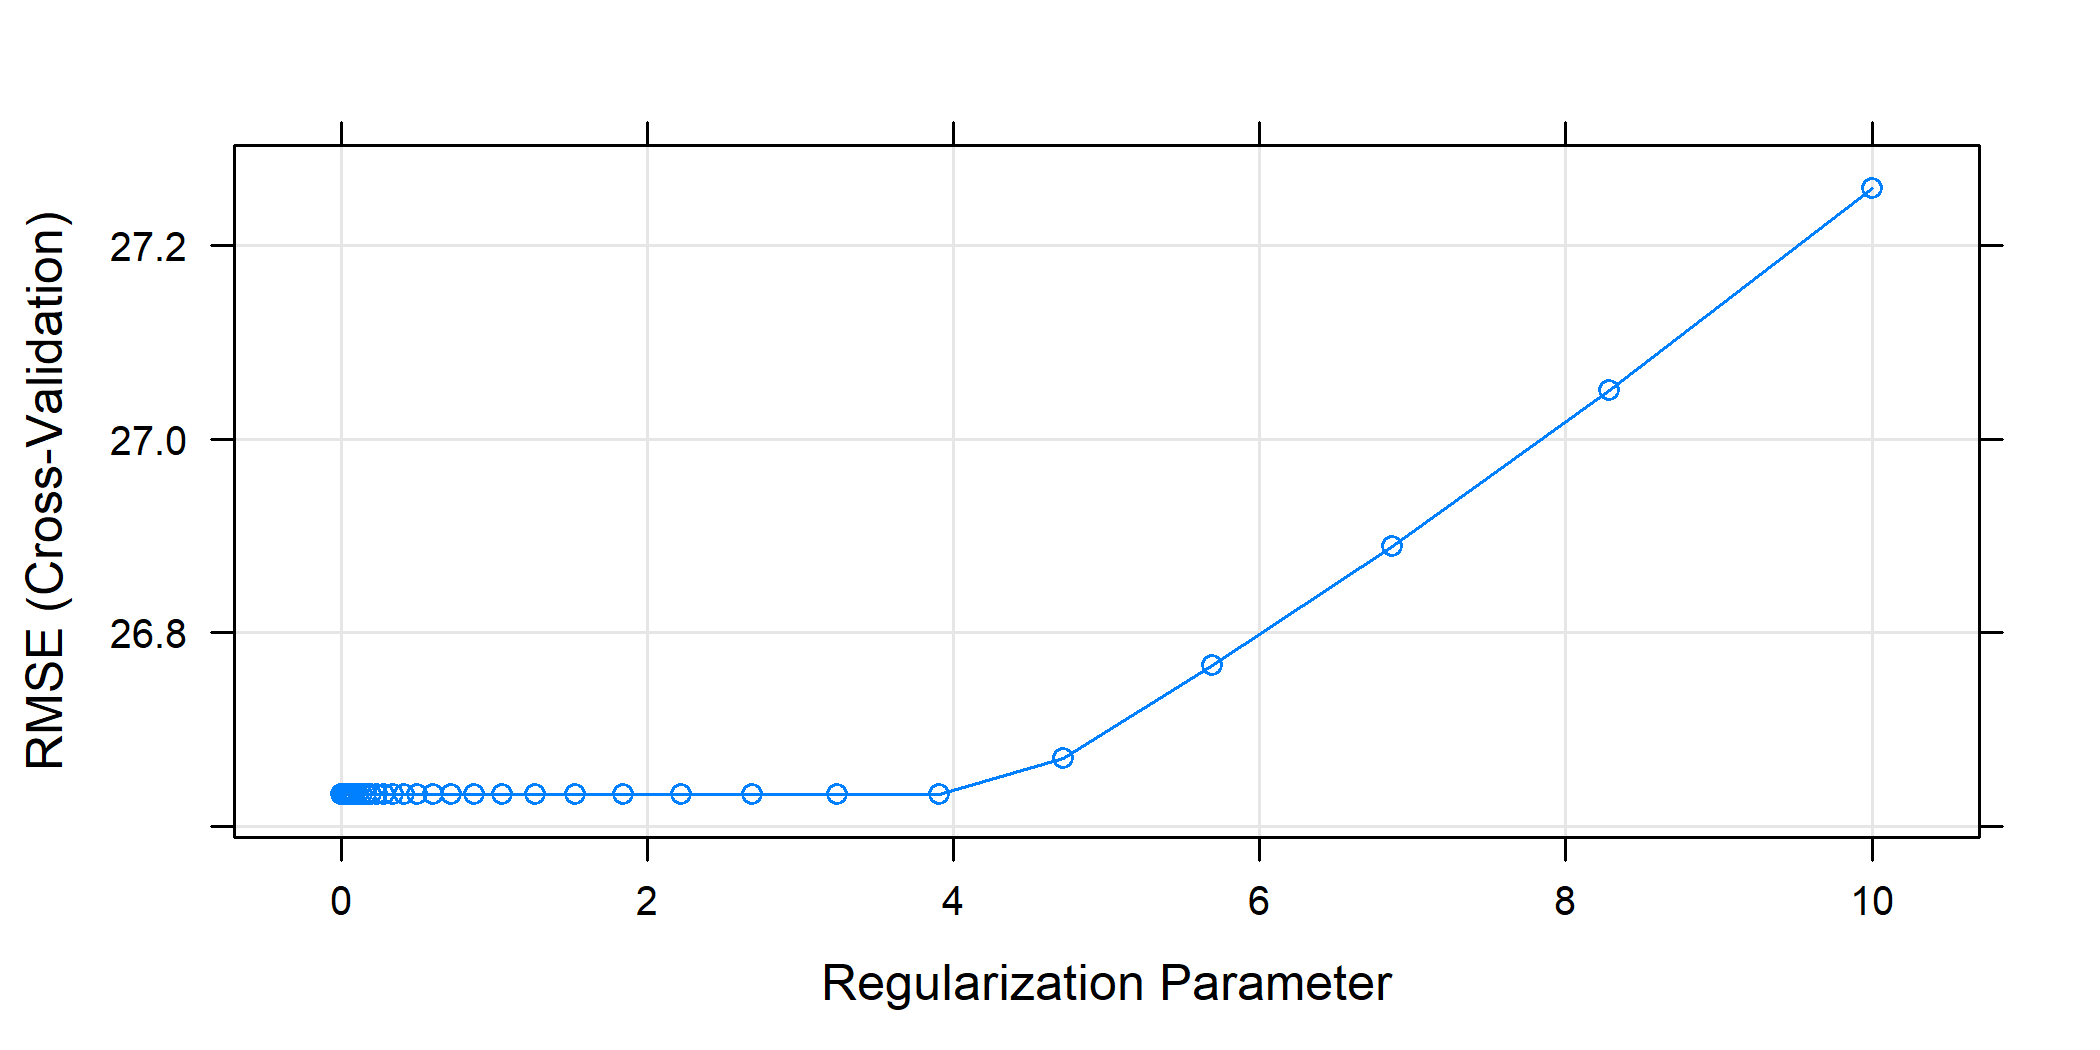 RMSE (Cross-Validation)
27.2
27.0
26.8
0 2 4 6 8 10
Regularization Parameter